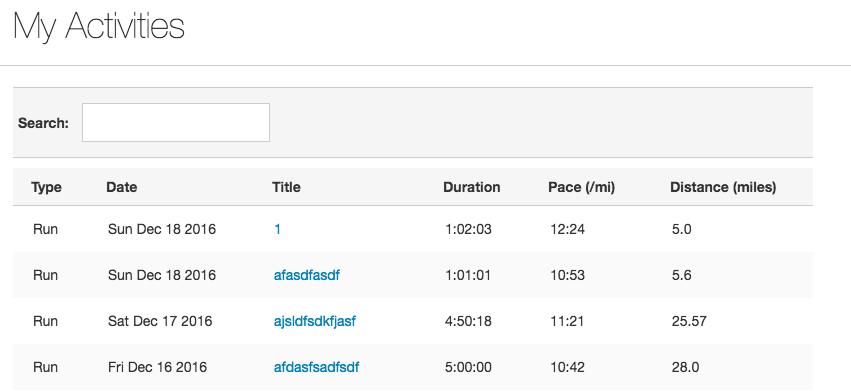 My Activities
Search:
Type Date Title Duration Pace (/mi) Distance (miles)
Run Sun Dec 18 2016 1 1:02:03 12:24 5.0
Run Sun Dec 18 2016 afasdfasdf 1:01:01 10:53 5.6
Run Sat Dec 17 2016 ajsldfsdkfjasf 4:50:18 11:21 25.57
Run Fri Dec 16 2016 afdasfsadfsdf 5:00:00 10:42 28.0